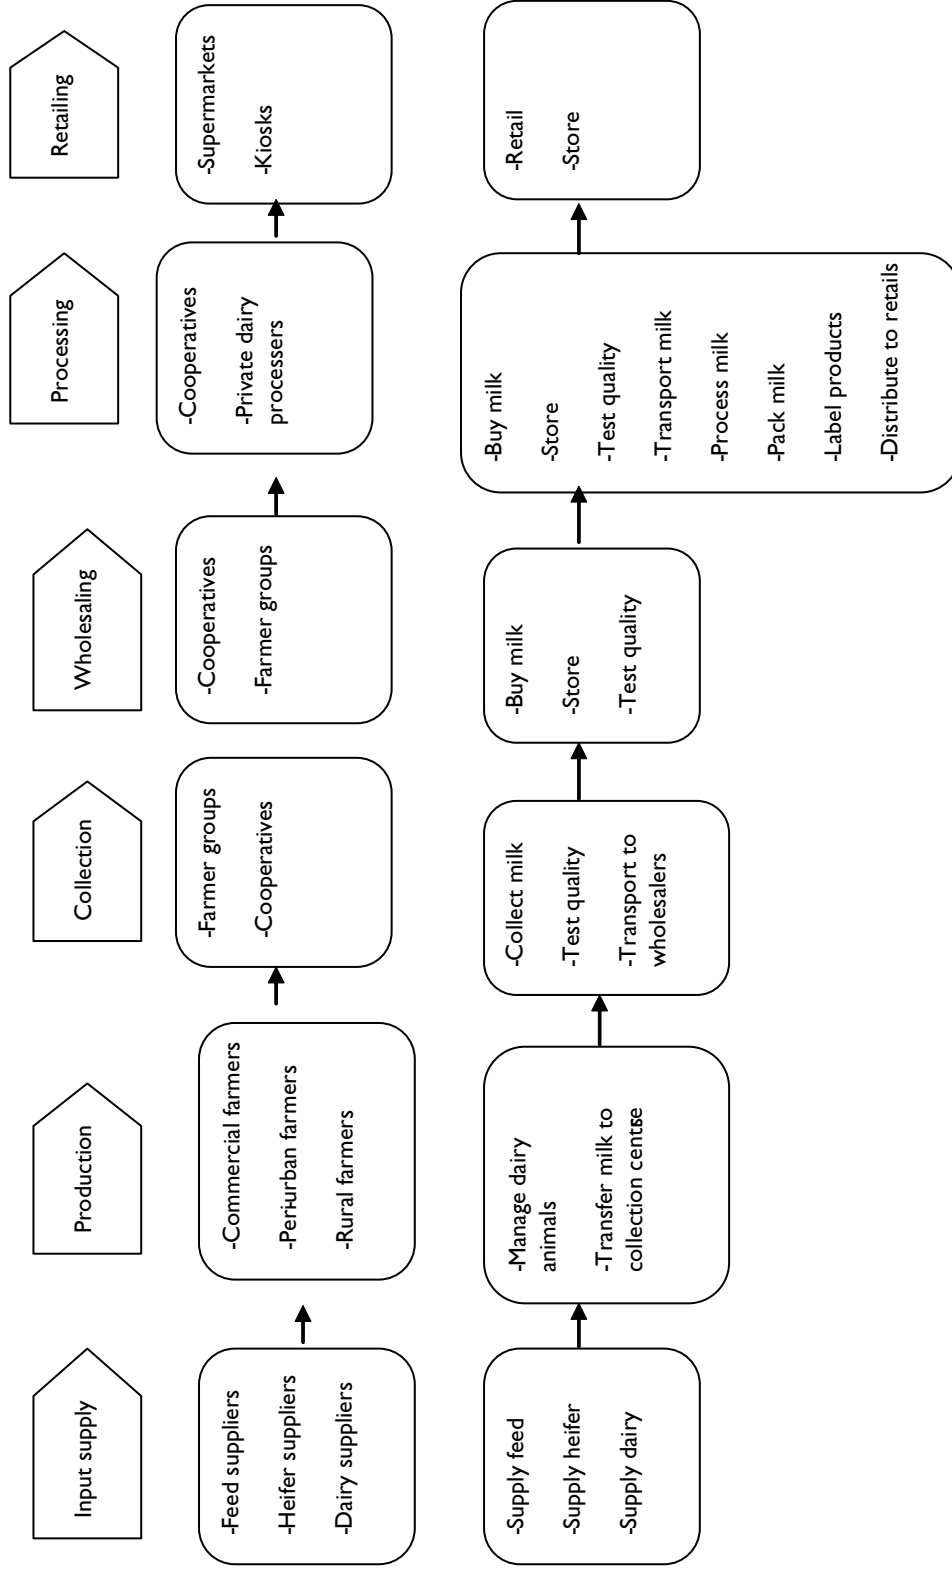 Input supply
Production
Collection
Wholesaling
Processing
Retailing
-Feed suppliers
-Heifer suppliers
-Dairy suppliers
-Commercial farmers
-Peri-urban farmers
-Rural farmers
-Farmer groups
-Cooperatives
-Cooperatives
-Farmer groups
-Cooperatives
-Private dairy
processers
-Supermarkets
-Kiosks
-Supply feed
-Supply heifer
-Supply dairy
-Manage dairy
animals
-Transfer milk to
collection
-Collect milk
-Test quality
-Transport to
wholesalers
-Buy milk
-Store
-Test quality
-Buy milk
-Store
-Test quality
-Transport milk
-Process milk
-Pack milk
-Label products
-Distribute to retails
-Retail
-Store